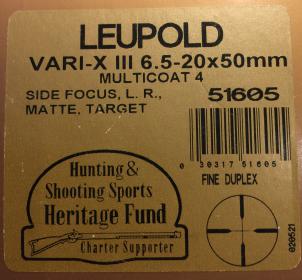 LEUPOLD
VARI-X III 6.5-20x50mm
MULTICOAT 4
SIDE FOCUS, L. R., 51605
MATTE, TARGET
0 30317 51605
FINE DUPLEX
Hunting &
Shooting Sports
Heritage Fund
Charter Supporter
020521